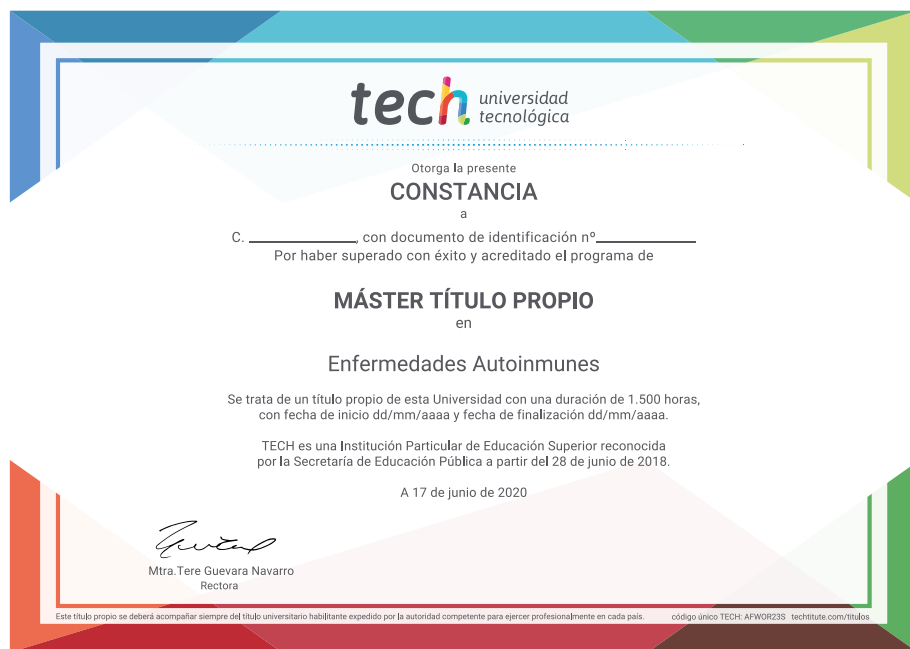 tech universidad
tecnológica
Otorga la presente
CONSTANCIA
a
C. ____________, con documento de identificación nº____________
Por haber superado con éxito y acreditado el programa de
MÁSTER TÍTULO PROPIO
en
Enfermedades Autoinmunes
Se trata de un título propio de esta Universidad con una duración de 1.500 horas,
con fecha de inicio dd/mm/aaaa y fecha de finalización dd/mm/aaaa.
TECH es una Institución Particular de Educación Superior reconocida
por la Secretaría de Educación Pública a partir del 28 de junio de 2018.
A 17 de junio de 2020
Mtra.Tere Guevara Navarro
Rectora
Este título propio se deberá acompañar siempre del título universitario habilitante expedido por la autoridad competente para ejercer profesionalmente en cada país. código único TECH: AFWOR23S techtitute.com/titulos